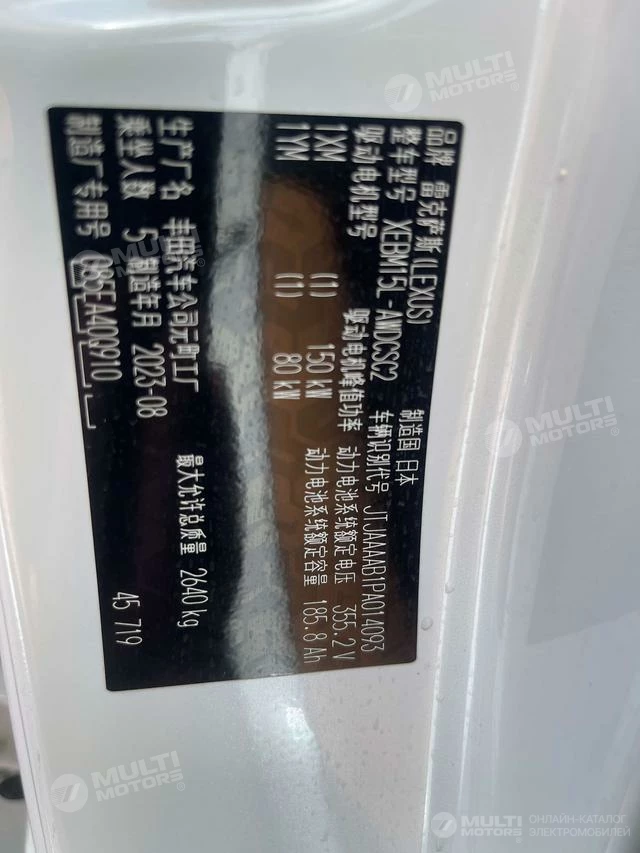 品牌 雷克萨斯(LEXUS) 制造国 日本
整车型号 XEBM15L-AWDCSC2 车辆识别代号 JTJAAAAB1PA014093
驱动电机型号 驱动电机峰值功率 动力电池系统额定电压 355.2V
1XM (1) 150 kW 动力电池系统额定容量 185.8Ah
1YM (1) 80 kW
生产厂名 丰田汽车公司元町工厂 最大允许总质量 2640kg
乘坐人数 5 制造年月 2023-08
制造厂专用号 085EA400910
45 719
MULTI MOTORS
MULTI MOTORS
MULTI MOTORS
MULTI MOTORS
MULTI MOTORS ОНЛАЙН-КАТАЛОГ ЭЛЕКТРОМОБИЛЕЙ